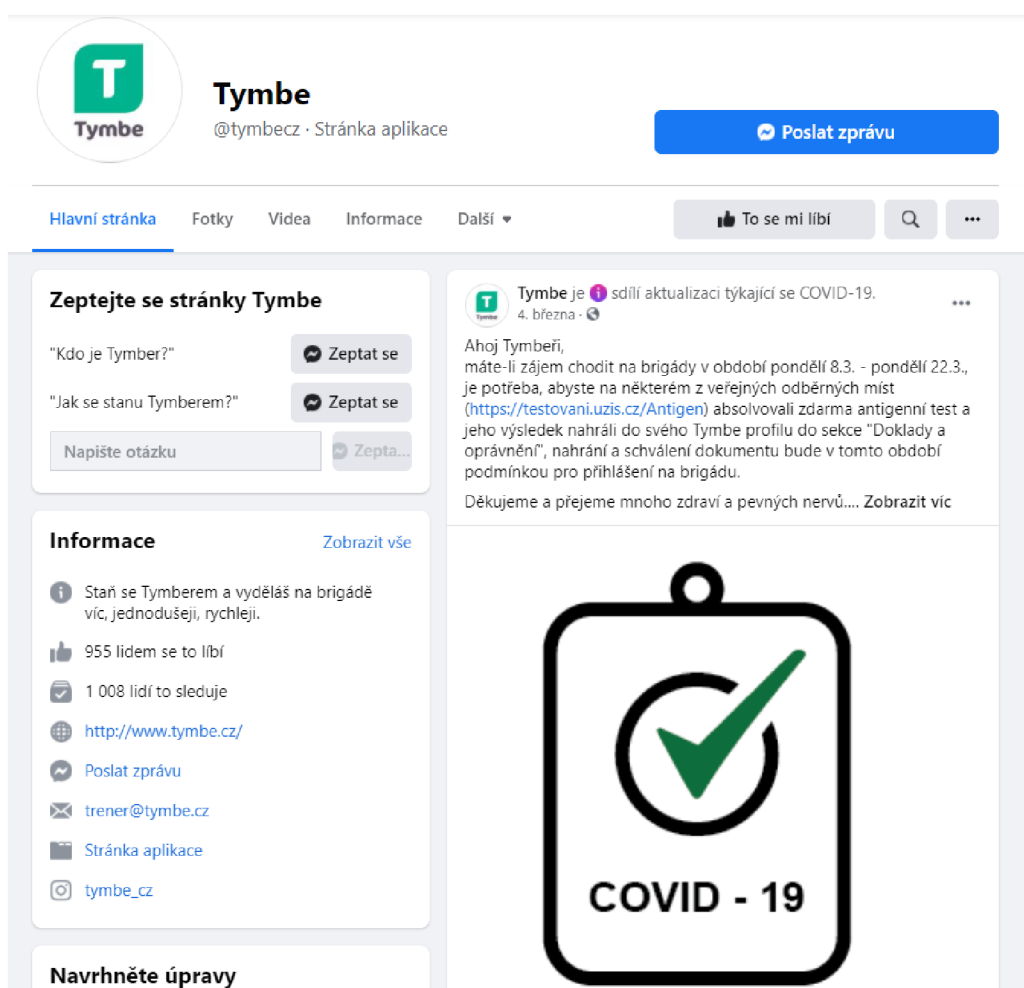 T
Tymbe
Tymbe
@tymbecz · Stránka aplikace
Poslat zprávu
Hlavní stránka
Fotky
Videa
Informace
Další
To se mi líbí
Zeptejte se stránky Tymbe
"Kdo je Tymber?"
Zeptat se
"Jak se stanu Tymberem?"
Zeptat se
Napište otázku
Zepta...
Informace
Zobrazit vše
Staň se Tymberem a vyděláš na brigádě
víc, jednodušeji, rychleji.
955 lidem se to líbí
1 008 lidí to sleduje
http://www.tymbe.cz/
Poslat zprávu
trener@tymbe.cz
Stránka aplikace
tymbe_cz
Navrhněte úpravy
T
Tymbe
Tymbe je sdílí aktualizaci týkající se COVID-19.
4. března ·
Ahoj Tymbeři,
máte-li zájem chodit na brigády v období pondělí 8.3. - pondělí 22.3.,
je potřeba, abyste na některém z veřejných odběrných míst
(https://testovani.uzis.cz/Antigen) absolvovali zdarma antigenní test a
jeho výsledek nahráli do svého Tymbe profilu do sekce "Doklady a
oprávnění", nahrání a schválení dokumentu bude v tomto období
podmínkou pro přihlášení na brigádu.
Děkujeme a přejeme mnoho zdraví a pevných nervů.... Zobrazit víc
COVID - 19